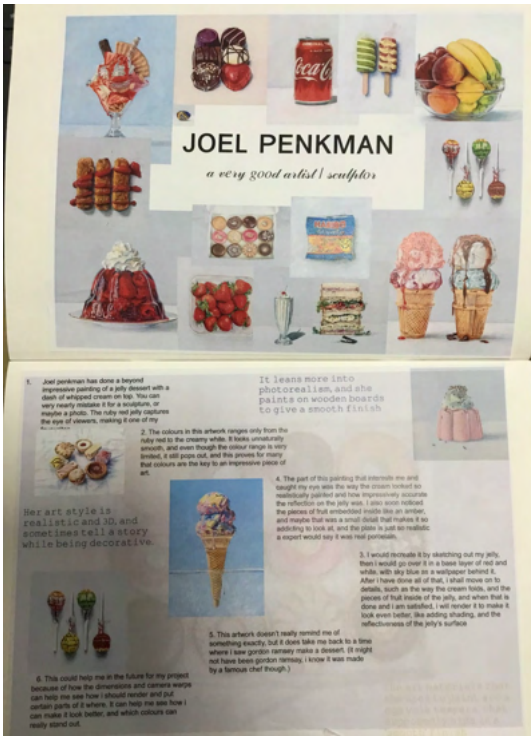 Coca-Cola
JOEL PENKMAN
a very good artist | sculptor
HARIBO
1. Joel penkman has done a beyond
impressive painting of a jelly dessert with a
dash of whipped cream on top. You can
very nearly mistake it for a sculpture, or
maybe a photo. The ruby red jelly captures
the eye of viewers, making it one of my
It leans more into
photorealism, and she
paints on wooden boards
to give a smooth finish
2. The colours in this artwork ranges only from the
ruby red to the creamy white. It looks unnaturally
smooth, and even though the colour range is very
limited, it still pops out, and this proves for many
that colours are the key to an impressive piece of
art.
4. The part of this painting that interests me and
caught my eye was the way the cream looked so
realistically painted and how impressively accurate
the reflection on the jelly was. I also soon noticed
the pieces of fruit embedded inside like an amber,
and maybe that was a small detail that makes it so
addicting to look at, and the plate is just so realistic
a expert would say it was real porcelain.
Her art style is
realistic and 3D, and
sometimes tell a story
while being decorative.
3. I would recreate it by sketching out my jelly,
then I would go over it in a base layer of red and
white, with sky blue as a wallpaper behind it.
After i have done all of that, i shall move on to
details, such as the way the cream folds, and the
pieces of fruit inside of the jelly, and when that is
done and i am satisfied, i will render it to make it
look even better, like adding shading, and the
reflectiveness of the jelly's surface
5. This artwork doesn't really remind me of
something exactly, but it does take me back to a time
where i saw gordon ramsey make a dessert. (It might
not have been gordon ramsay, i know it was made
by a famous chef though.)
6. This could help me in the future for my project
because of how the dimensions and camera warps
can help me see how i should render and put
certain parts of it where. It can help me see how i
can make it look better, and which colours can
really stand out.